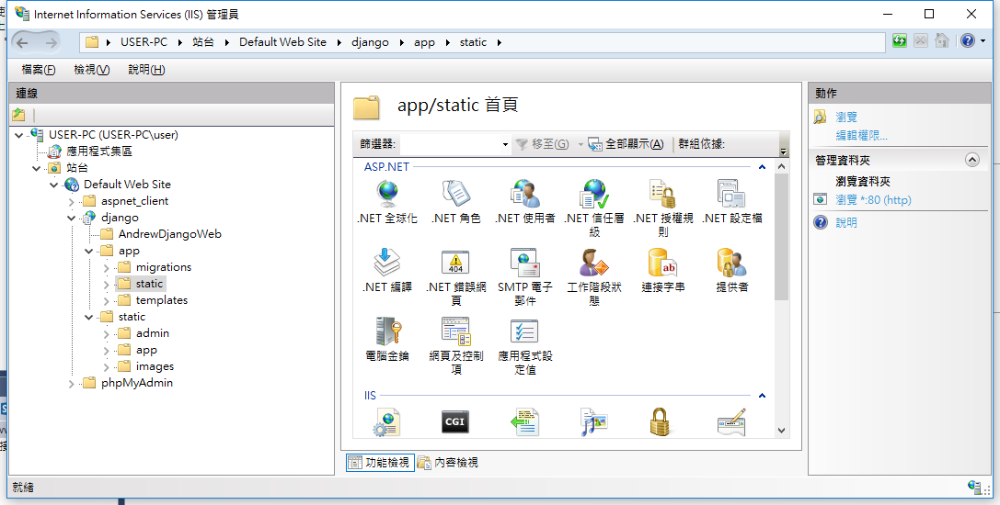 Internet Information Services (IIS) 管理員
USER-PC 站台 Default Web Site django app static
檔案(F) 檢視(V) 說明(H)
連線
USER-PC (USER-PC\user)
應用程式集區
站台
Default Web Site
aspnet_client
django
AndrewDjangoWeb
app
migrations
static
templates
static
admin
app
images
phpMyAdmin
app/static 首頁
篩選器: 移至(G) 全部顯示(A) 群組依據:
ASP.NET
.NET 全球化
.NET 角色
.NET 使用者
.NET 信任層
級
.NET 授權規
則
.NET 設定檔
.NET 編譯
404
.NET 錯誤網
頁
SMTP 電子
郵件
工作階段狀
態
ab
連接字串
提供者
電腦金鑰
網頁及控制
項
應用程式設
定值
IIS
CGI
功能檢視 內容檢視
動作
瀏覽
編輯權限...
管理資料夾
瀏覽資料夾
瀏覽 *:80 (http)
說明
就緒